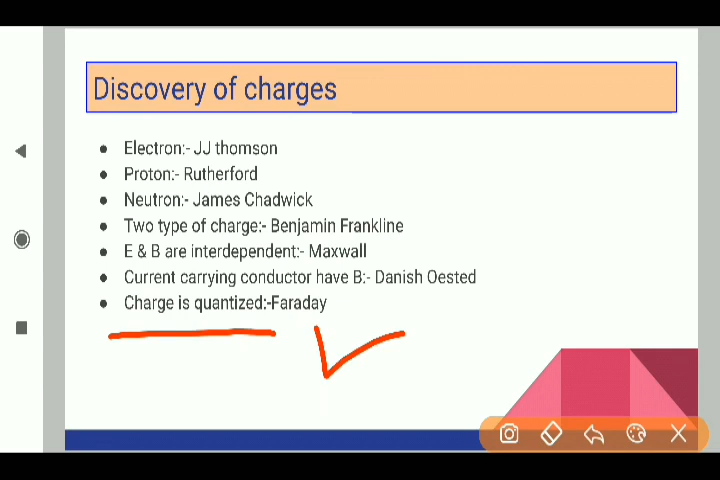 Discovery of charges
Electron:- JJ thomson
Proton:- Rutherford
Neutron:- James Chadwick
Two type of charge:- Benjamin Frankline
E & B are interdependent:- Maxwall
Current carrying conductor have B:- Danish Oested
Charge is quantized:-Faraday